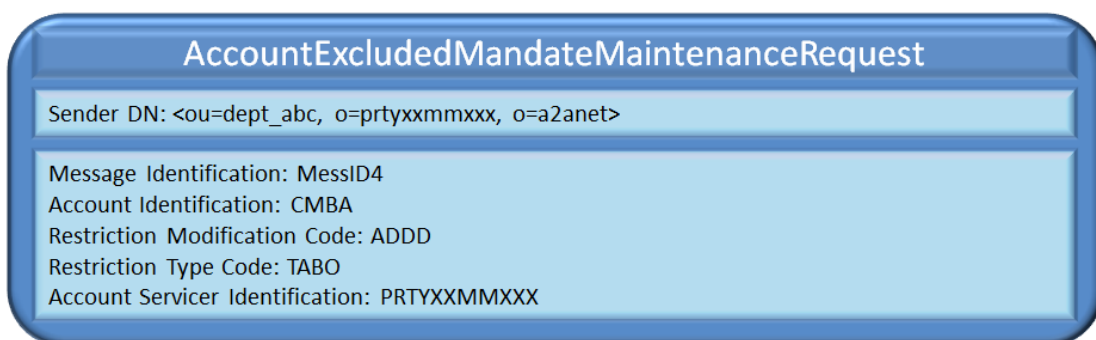 AccountExcludedMandateMaintenanceRequest
Sender DN: <ou=dept_abc, o=prtyxxmmxxx, o=a2anet>
Message Identification: MessID4
Account Identification: CMBA
Restriction Modification Code: ADDD
Restriction Type Code: TABO
Account Servicer Identification: PRTYXXMMXXX